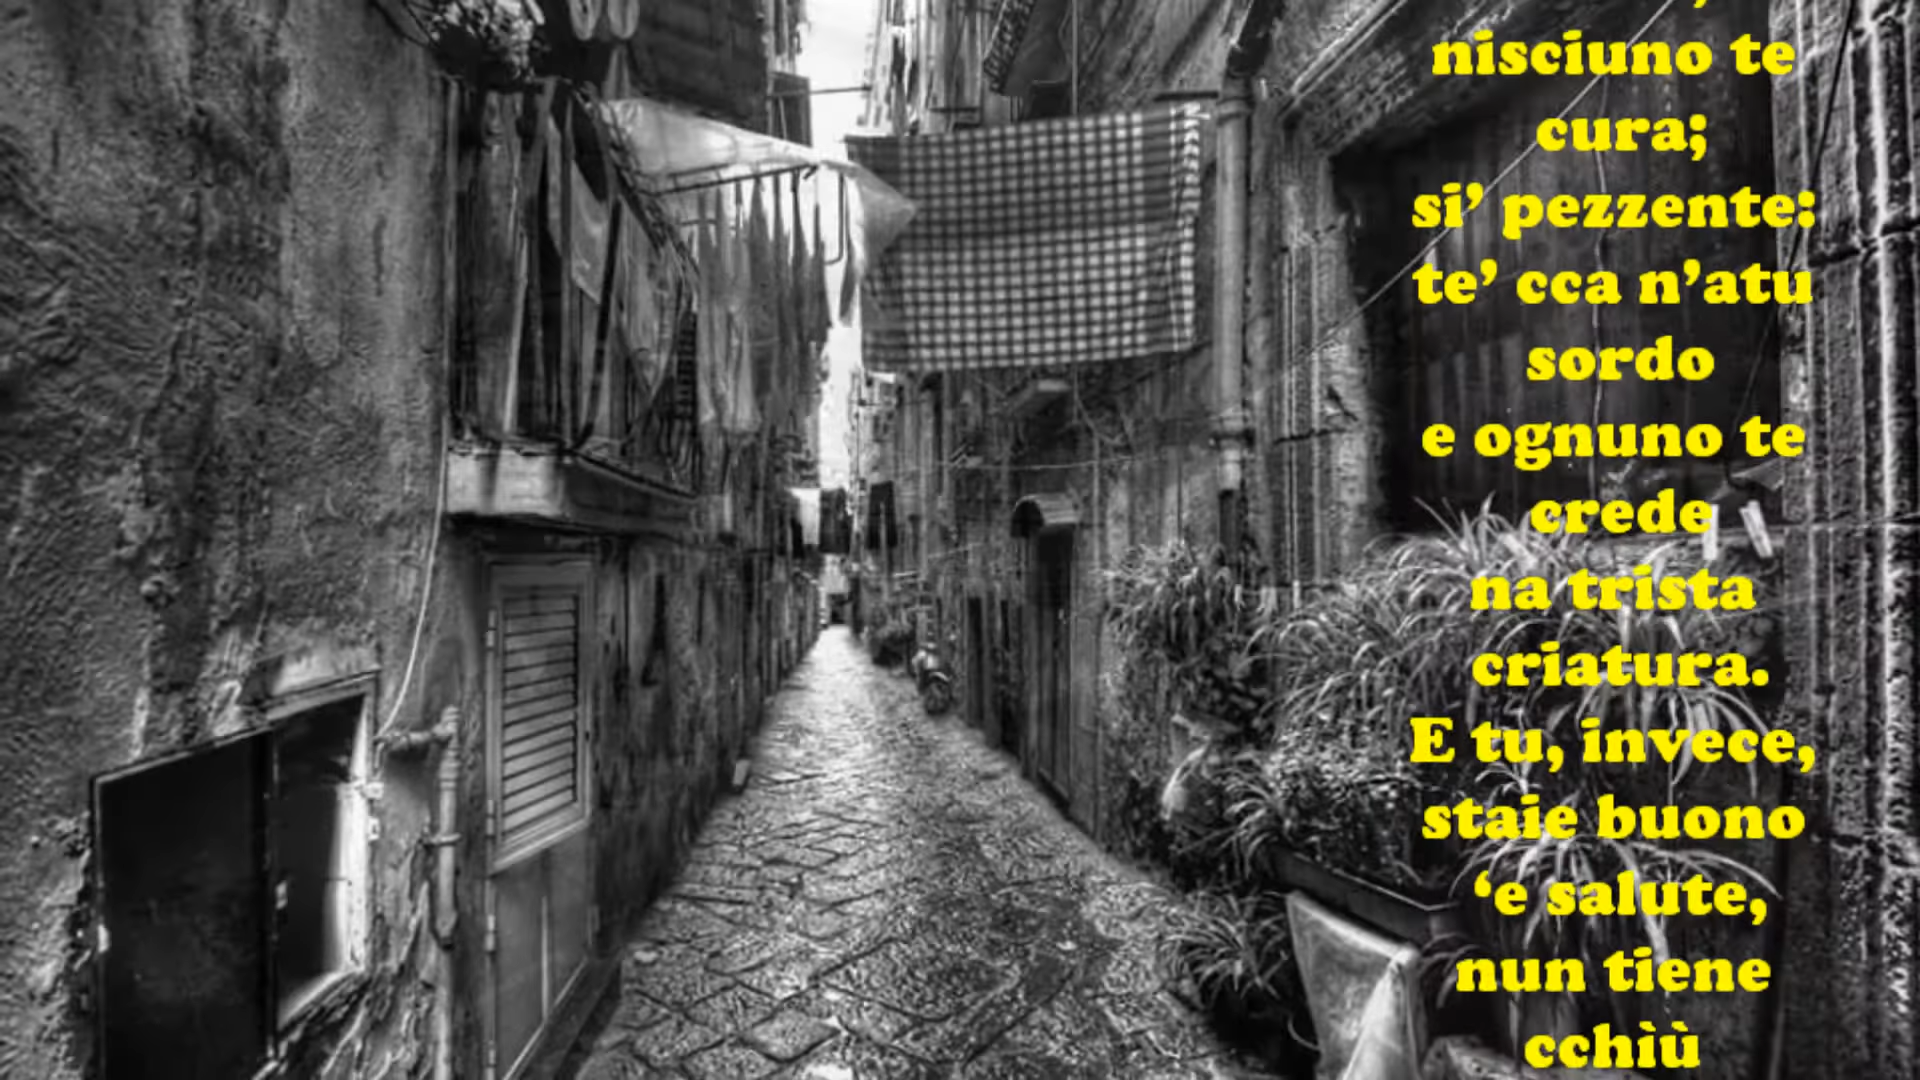 nisciuno te
cura;
si’ pezzente:
te’ cca n’atu
sordo
e ognuno te
crede
na trista
criatura.
E tu, invece,
staie buono
‘e salute,
nun tiene
cchìù